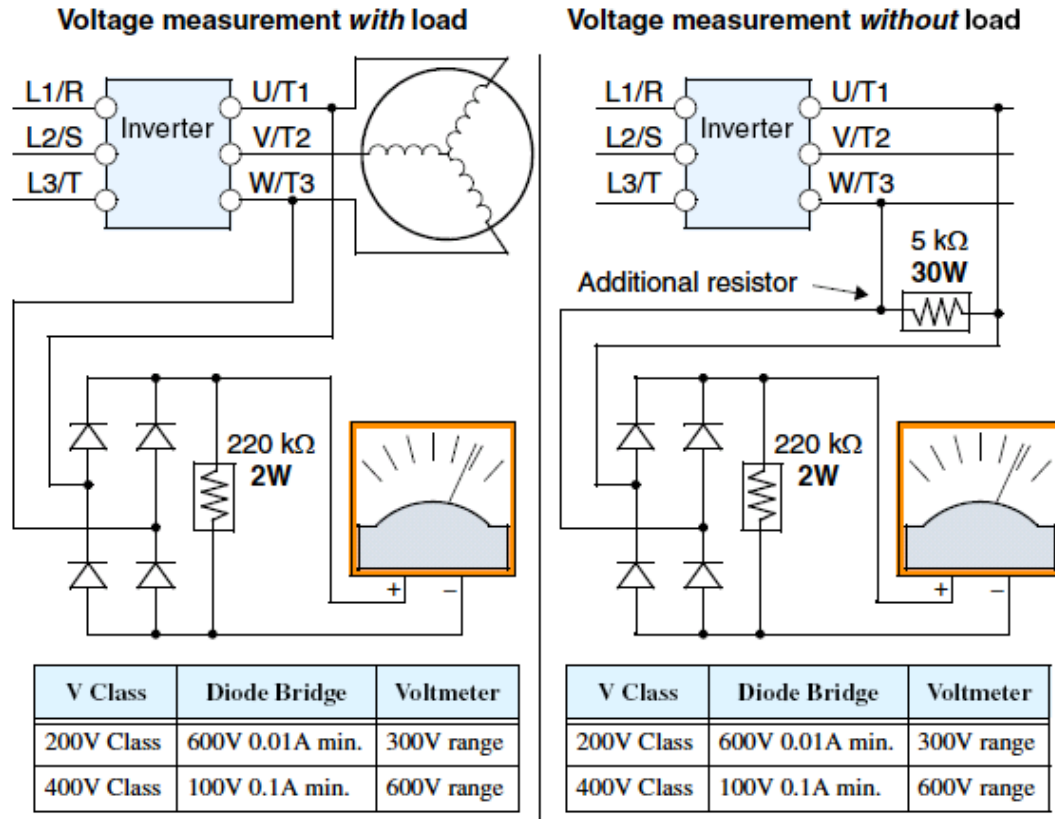 Voltage measurement with load
L1/R
U/T1
Inverter
L2/S
V/T2
L3/T
W/T3
220 kΩ
2W
+
–
V Class Diode Bridge Voltmeter
200V Class 600V 0.01A min. 300V range
400V Class 100V 0.1A min. 600V range
Voltage measurement without load
L1/R
U/T1
Inverter
L2/S
V/T2
L3/T
W/T3
5 kΩ
30W
Additional resistor
220 kΩ
2W
+
–
V Class Diode Bridge Voltmeter
200V Class 600V 0.01A min. 300V range
400V Class 100V 0.1A min. 600V range